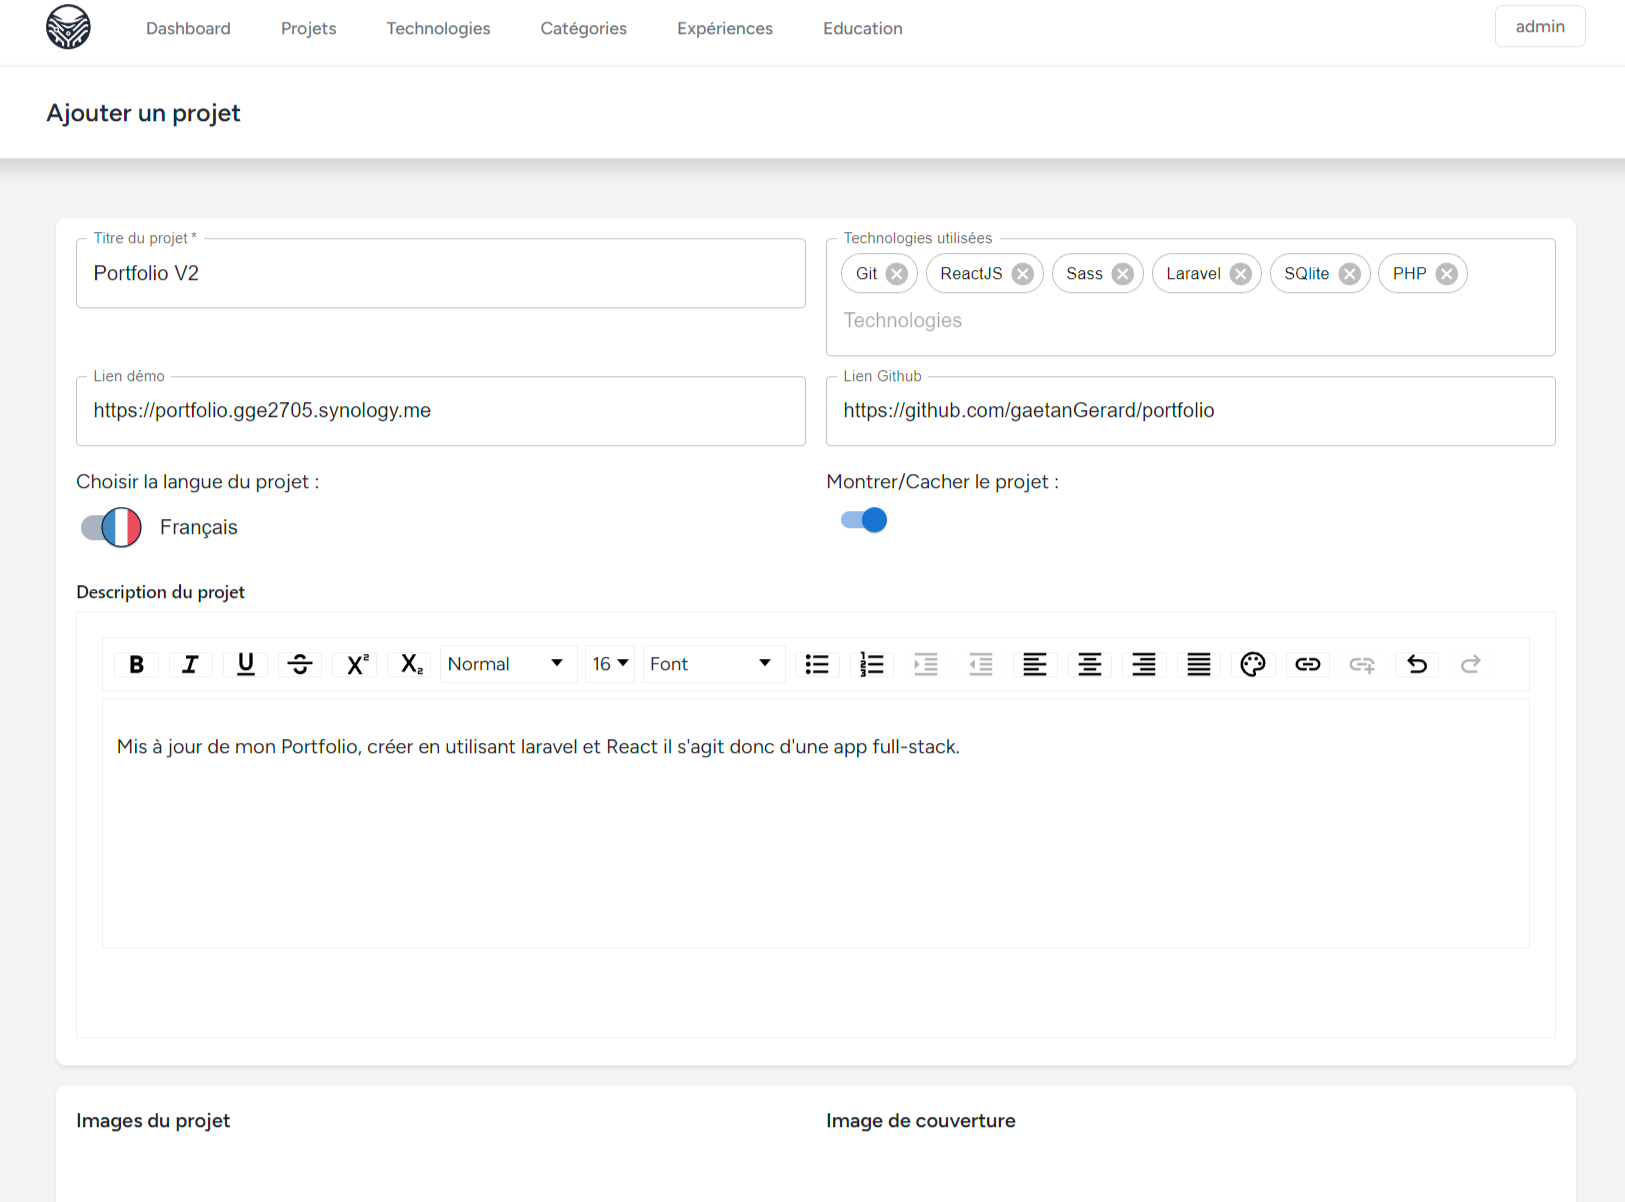 Dashboard Projets Technologies Catégories Expériences Education admin
Ajouter un projet
Titre du projet * Technologies utilisées
Portfolio V2 Git ReactJS Sass Laravel SQlite PHP
Technologies
Lien démo Lien Github
https://portfolio.gge2705.synology.me https://github.com/gaetanGerard/portfolio
Choisir la langue du projet : Montrer/Cacher le projet :
Français
Description du projet
B I U S X² X₂ Normal 16 Font
Mis à jour de mon Portfolio, créer en utilisant laravel et React il s'agit donc d'une app full-stack.
Images du projet Image de couverture